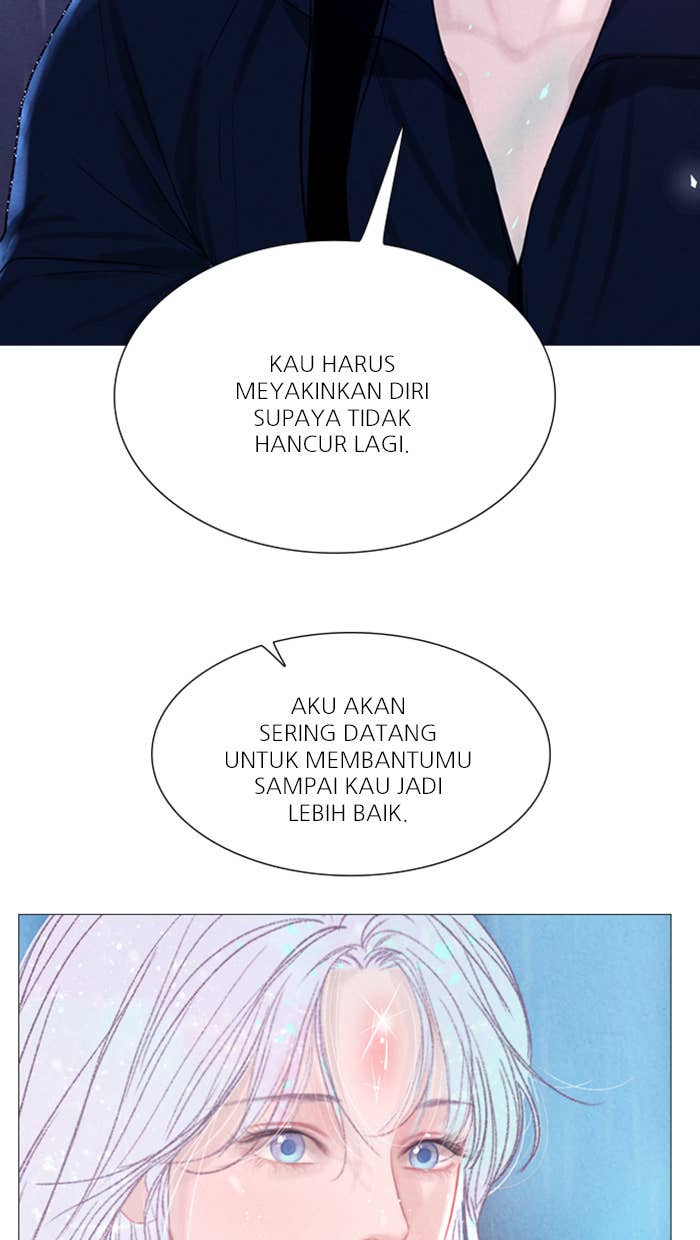 KAU HARUS
MEYAKINKAN DIRI
SUPAYA TIDAK
HANCUR LAGI.
AKU AKAN
SERING DATANG
UNTUK MEMBANTUMU
SAMPAI KAU JADI
LEBIH BAIK.